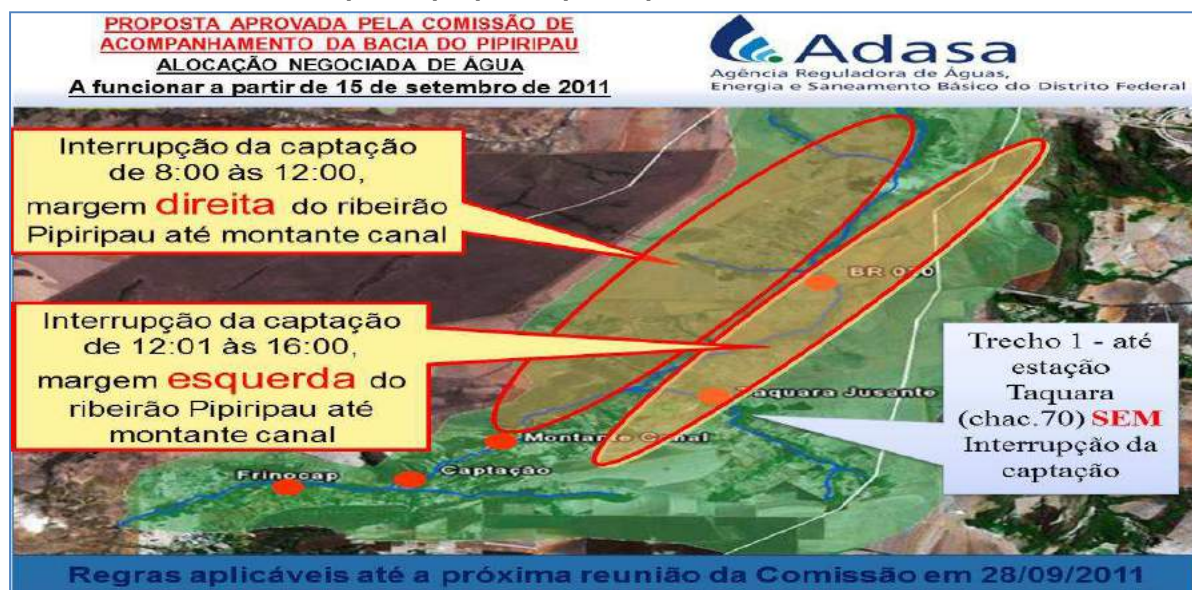 PROPOSTA APROVADA PELA COMISSÃO DE
ACOMPANHAMENTO DA BACIA DO PIPIRIPAU
ALOCAÇÃO NEGOCIADA DE ÁGUA
A funcionar a partir de 15 de setembro de 2011
Adasa
Agência Reguladora de Águas,
Energia e Saneamento Básico do Distrito Federal
Interrupção da captação
de 8:00 às 12:00,
margem direita do ribeirão
Pipiripau até montante canal
BR 020
Interrupção da captação
de 12:01 às 16:00,
margem esquerda do
ribeirão Pipiripau até
montante canal
Trecho 1 - até
estação
Taquara
(chac.70) SEM
Interrupção da
captação
Taquara Jusante
Montante Canal
Captação
Frinocap
Regras aplicáveis até a próxima reunião da Comissão em 28/09/2011